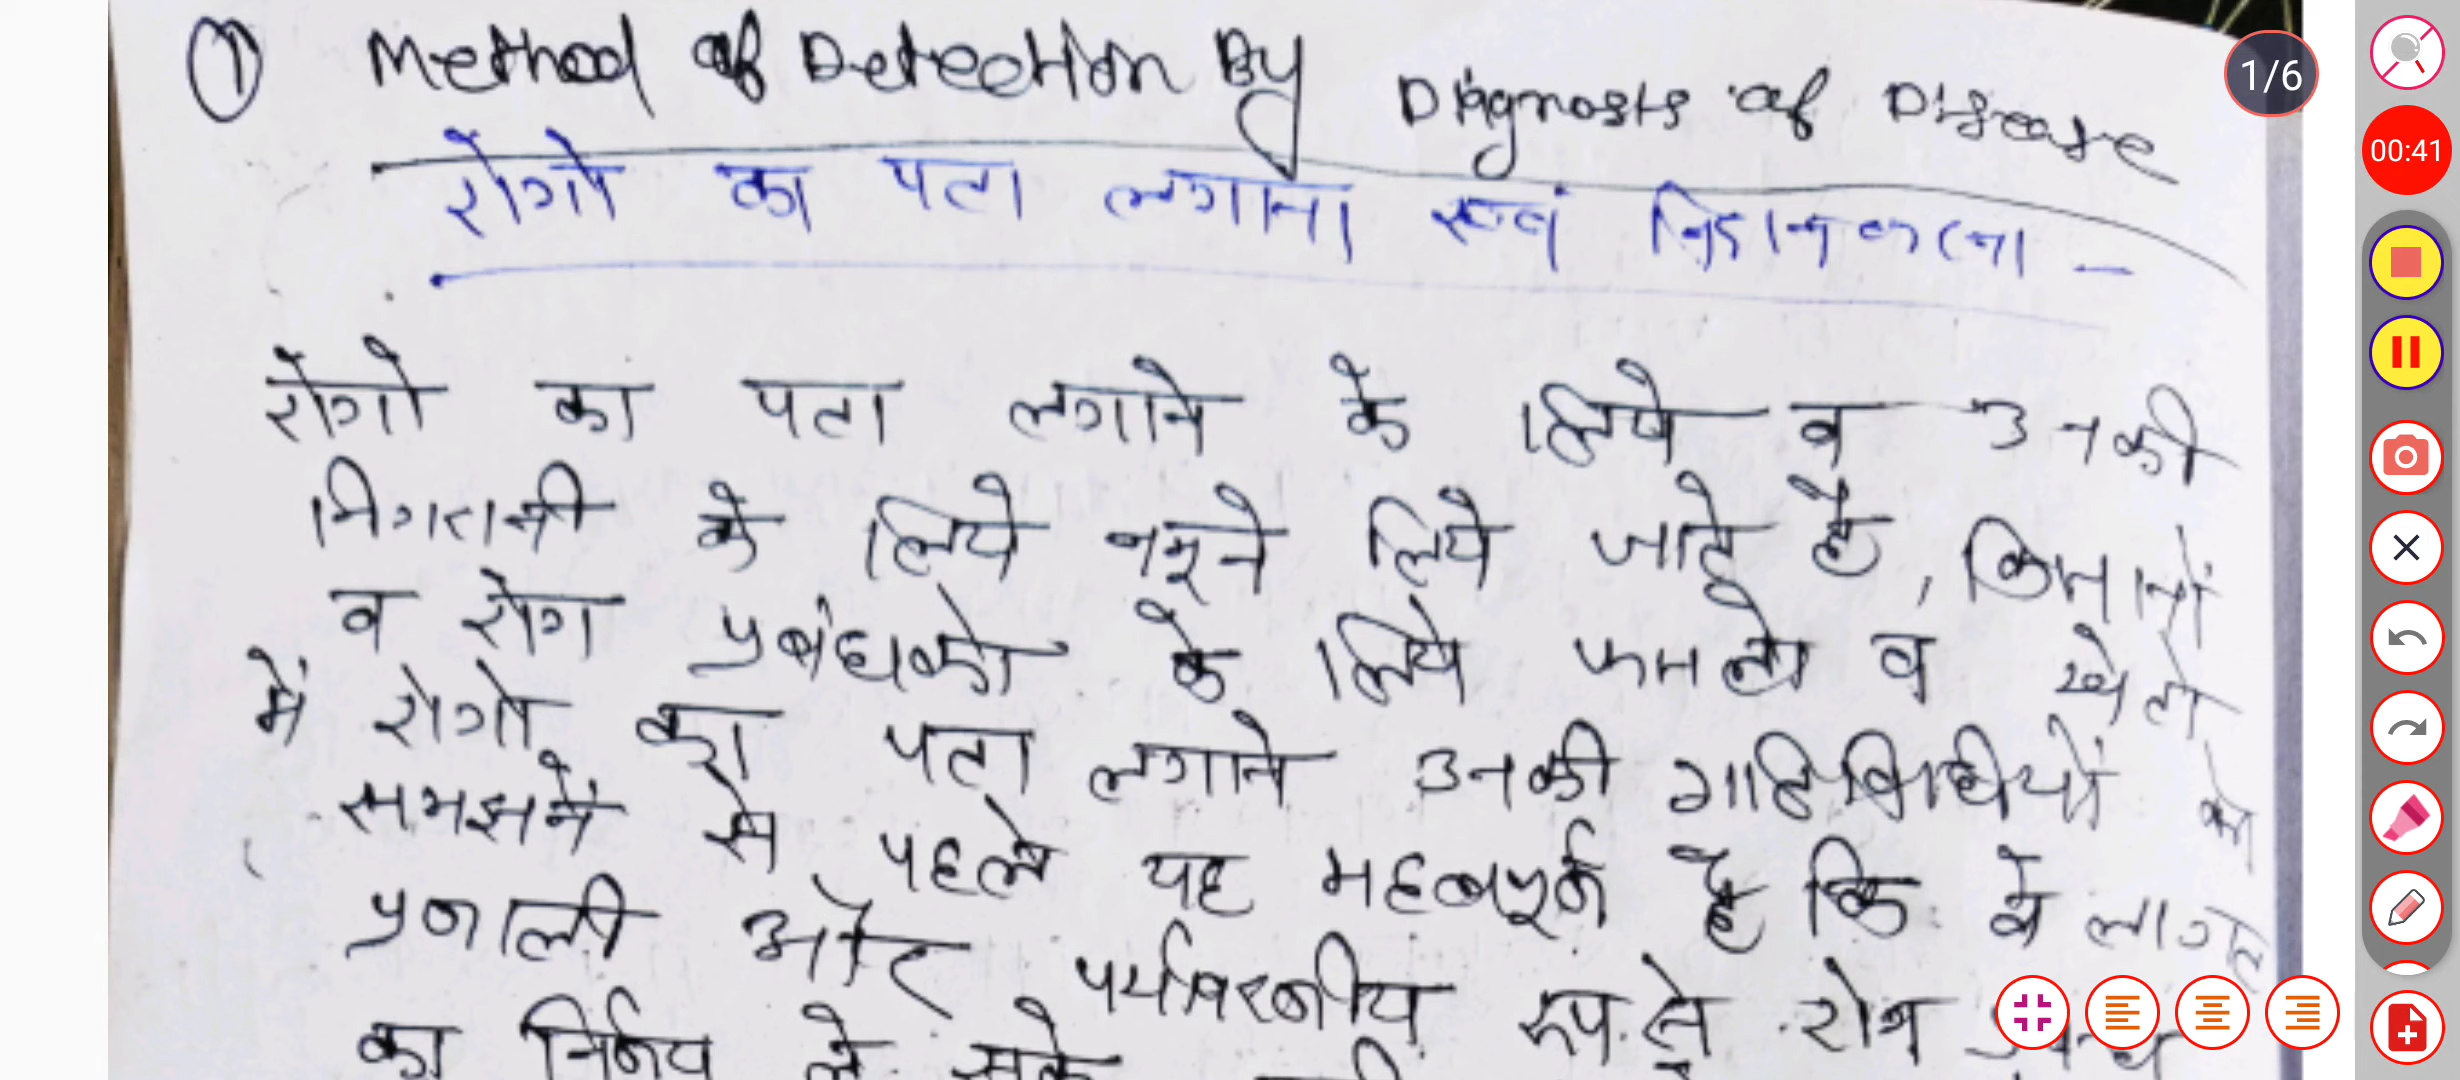 ① Method of Detection By Diagnosis of Disease
रोगो का पता लगाना एवं निदान करना –
रोगो का पता लगाने के लिये व उनकी
निगरानी के लिये नमूने लिये जाते है, किसानों
व रोग प्रबंधको के लिये फसलो व खेतो
में रोगो का पता लगाने उनकी गतिविधियों को
समझने से पहले यह महत्वपूर्ण है कि वे लागत
प्रणाली और पर्यावरणीय रूप से रोग
का निर्णय ले सके
1/6
00:41